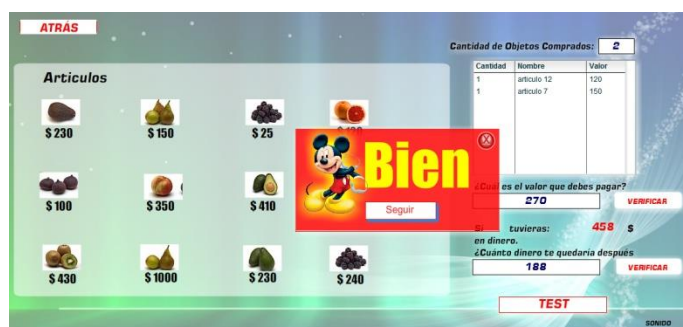 ATRÁS
Cantidad de Objetos Comprados: 2
Articulos
Cantidad Nombre Valor
1 articulo 12 120
1 articulo 7 150
$ 230 $ 150 $ 25
$ 100 $ 350 $ 410
$ 430 $ 1000 $ 230 $ 240
Bien
Seguir
¿Cuál es el valor que debes pagar?
270 VERIFICAR
Si tuvieras: 458 $
en dinero.
¿Cuánto dinero te quedaría después
188 VERIFICAR
TEST
SONIDO